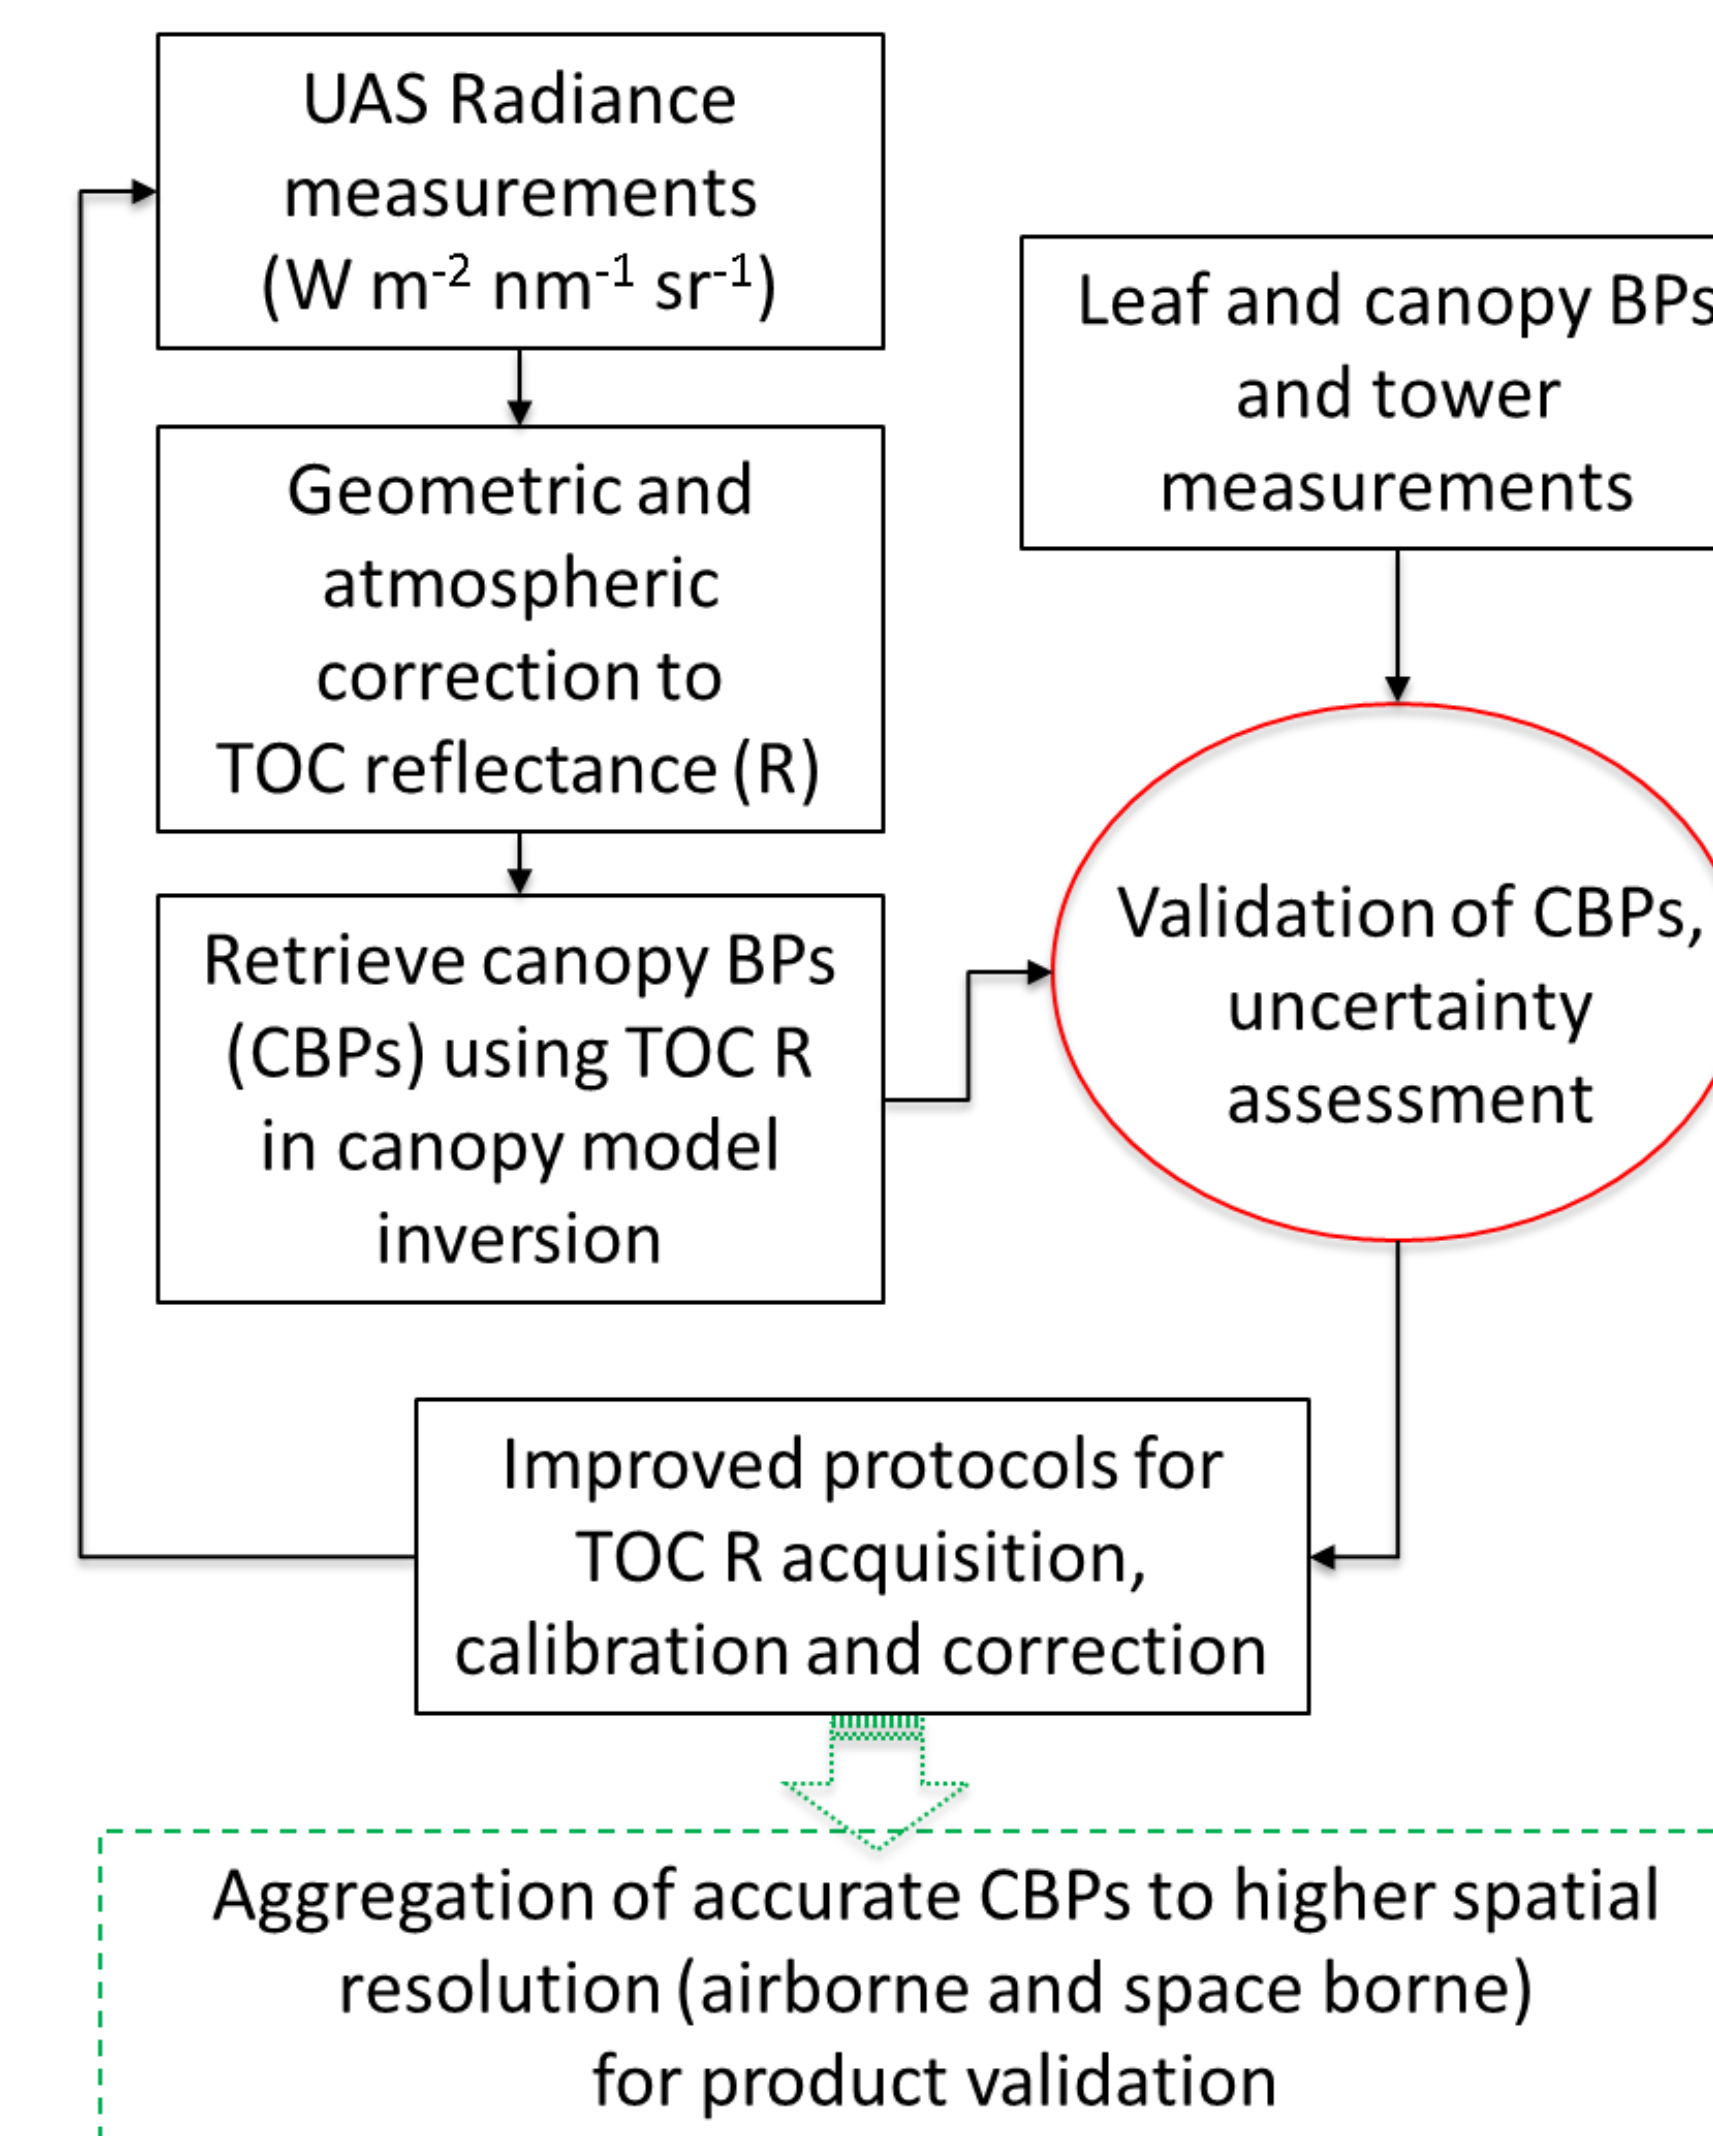 UAS Radiance
measurements
(W m⁻² nm⁻¹ sr⁻¹)
Geometric and
atmospheric
correction to
TOC reflectance (R)
Retrieve canopy BPs
(CBPs) using TOC R
in canopy model
inversion
Leaf and canopy BPs
and tower
measurements
Validation of CBPs,
uncertainty
assessment
Improved protocols for
TOC R acquisition,
calibration and correction
Aggregation of accurate CBPs to higher spatial
resolution (airborne and space borne)
for product validation